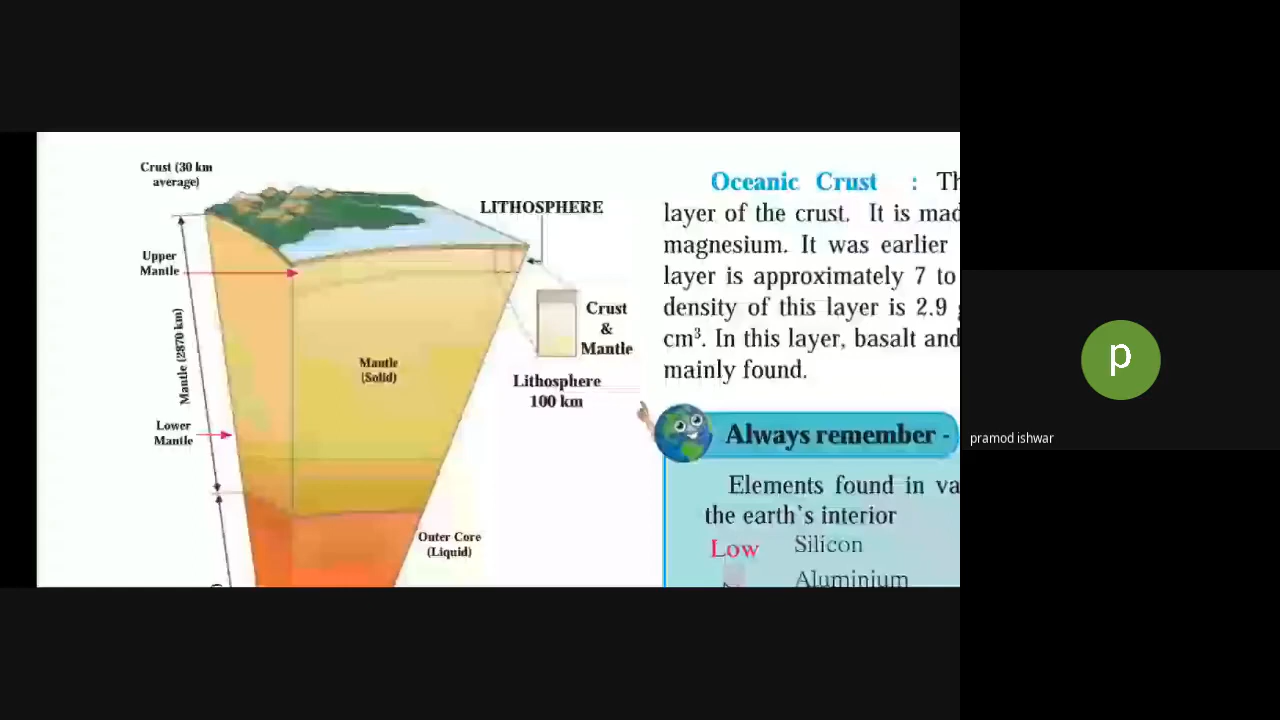 Crust (30 km
average)
LITHOSPHERE
Upper
Mantle
Mantle (2870 km)
Crust
&
Mantle
Mantle
(Solid)
Lithosphere
100 km
Lower
Mantle
Outer Core
(Liquid)
Oceanic Crust : Th
layer of the crust. It is mad
magnesium. It was earlier
layer is approximately 7 to
density of this layer is 2.9
cm³. In this layer, basalt and
mainly found.
Always remember -
Elements found in va
the earth's interior
Low
Silicon
Aluminium
p
pramod ishwar